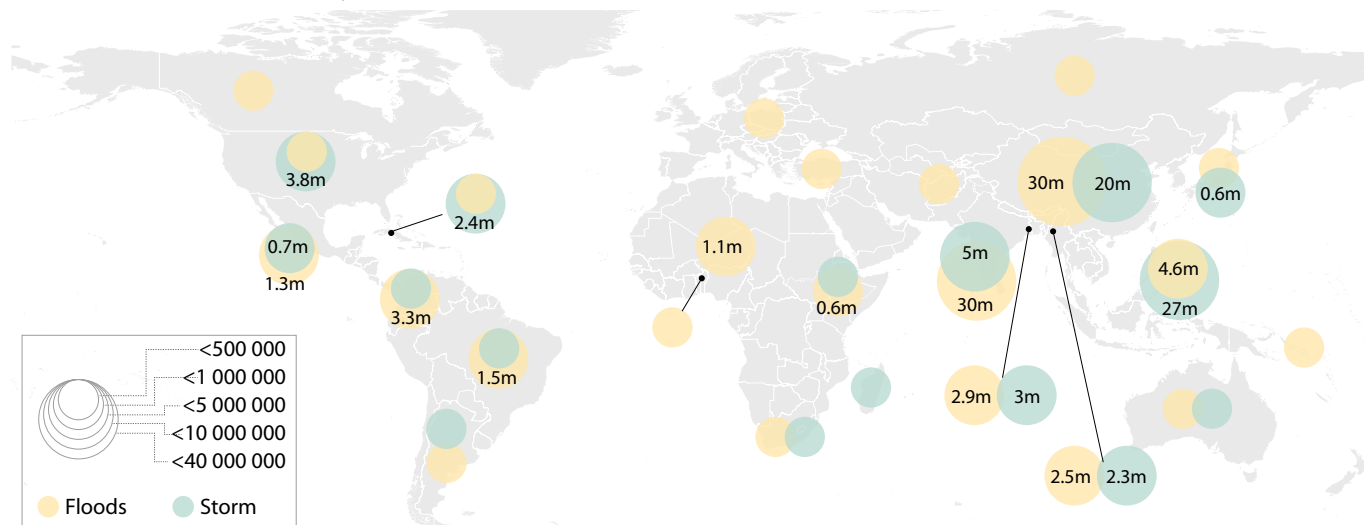 3.8m
2.4m
0.7m
1.3m
3.3m
1.5m
1.1m
0.6m
30m
20m
0.6m
5m
30m
4.6m
27m
2.9m
3m
2.5m
2.3m
<500 000
<1 000 000
<5 000 000
<10 000 000
<40 000 000
Floods
Storm